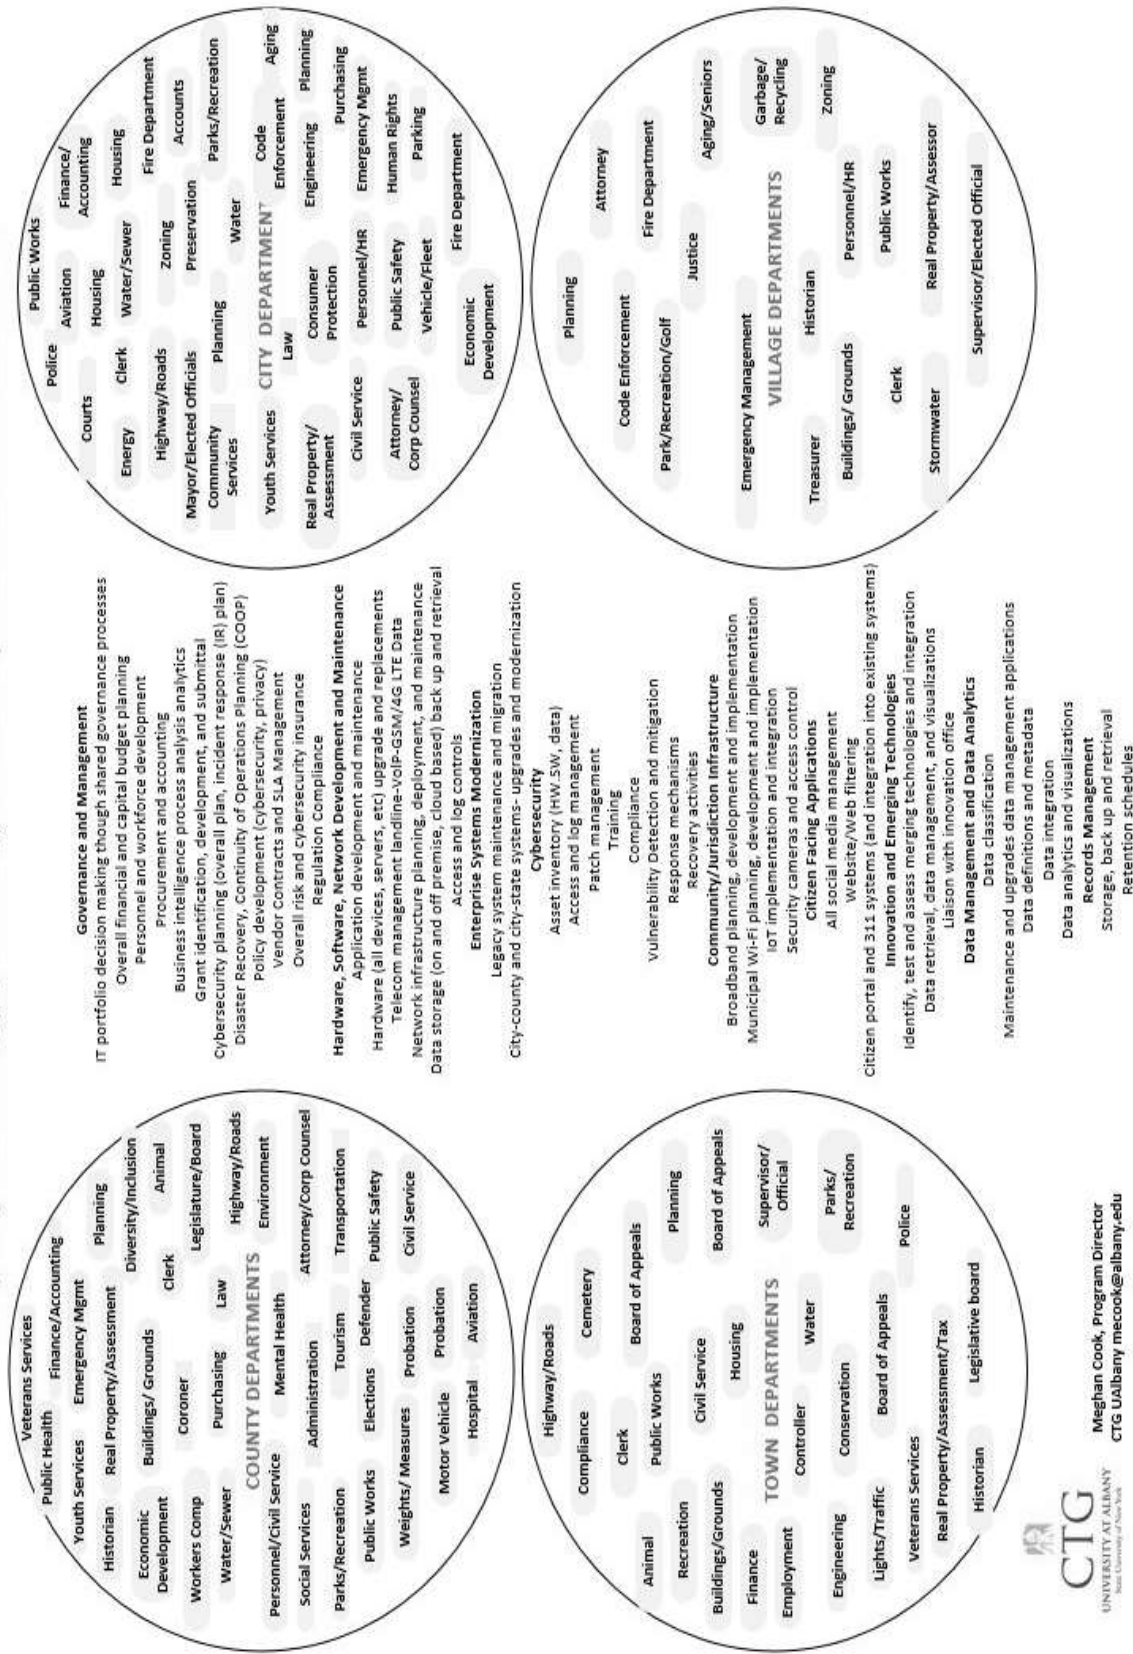 Veterans Services
Public Health
Finance/Accounting
Youth Services
Emergency Mgmt
Planning
Historian
Real Property/Assessment
Diversity/Inclusion
Economic
Development
Buildings/ Grounds
Clerk
Animal
Workers Comp
Coroner
Legislature/Board
Water/Sewer
Purchasing
Law
Highway/Roads
COUNTY DEPARTMENTS
Personnel/Civil Service
Mental Health
Environment
Social Services
Administration
Attorney/Corp Counsel
Parks/Recreation
Tourism
Transportation
Public Works
Elections
Defender
Public Safety
Weights/ Measures
Probation
Civil Service
Motor Vehicle
Probation
Hospital
Aviation
Governance and Management
IT portfolio decision making though shared governance processes
Overall financial and capital budget planning
Personnel and workforce development
Procurement and accounting
Business intelligence process analysis analytics
Grant identification, development, and submittal
Cybersecurity planning (overall plan, incident response (IR) plan)
Disaster Recovery, Continuity of Operations Planning (COOP)
Policy development (cybersecurity, privacy)
Vendor Contracts and SLA Management
Overall risk and cybersecurity insurance
Regulation Compliance
Hardware, Software, Network Development and Maintenance
Application development and maintenance
Hardware (all devices, servers, etc) upgrade and replacements
Telecom management landline-VoIP-GSM/4G LTE Data
Network infrastructure planning, deployment, and maintenance
Data storage (on and off premise, cloud based) back up and retrieval
Access and log controls
Enterprise Systems Modernization
Legacy system maintenance and migration
City-county and city-state systems- upgrades and modernization
Cybersecurity
Asset inventory (HW.SW, data)
Access and log management
Patch management
Training
Compliance
Vulnerability Detection and mitigation
Response mechanisms
Recovery activities
Community/Jurisdiction Infrastructure
Broadband planning, development and implementation
Municipal Wi-Fi planning, development and implementation
IoT implementation and integration
Security cameras and access control
Citizen Facing Applications
All social media management
Website/Web filtering
Citizen portal and 311 systems (and integration into existing systems)
Innovation and Emerging Technologies
Identify, test and assess merging technologies and integration
Data retrieval, data management, and visualizations
Liaison with innovation office
Data Management and Data Analytics
Data classification
Maintenance and upgrades data management applications
Data definitions and metadata
Data integration
Data analytics and visualizations
Records Management
Storage, back up and retrieval
Retention schedules
Public Works
Police
Aviation
Finance/
Accounting
Courts
Housing
Energy
Clerk
Water/Sewer
Housing
Highway/Roads
Zoning
Fire Department
Mayor/Elected Officials
Preservation
Accounts
Community
Services
Planning
Water
Parks/Recreation
CITY DEPARTMENT
Youth Services
Law
Code
Enforcement
Aging
Real Property/
Assessment
Consumer
Protection
Engineering
Planning
Civil Service
Personnel/HR
Emergency Mgmt
Purchasing
Attorney/
Corp Counsel
Public Safety
Human Rights
Vehicle/Fleet
Parking
Economic
Development
Fire Department
Highway/Roads
Compliance
Cemetery
Clerk
Board of Appeals
Animal
Public Works
Planning
Recreation
Civil Service
Buildings/Grounds
Housing
Board of Appeals
Finance
TOWN DEPARTMENTS
Supervisor/
Official
Employment
Controller
Water
Engineering
Conservation
Parks/
Recreation
Lights/Traffic
Board of Appeals
Police
Veterans Services
Real Property/Assessment/Tax
Historian
Legislative board
Planning
Attorney
Code Enforcement
Fire Department
Park/Recreation/Golf
Justice
Aging/Seniors
Emergency Management
VILLAGE DEPARTMENTS
Garbage/
Recycling
Treasurer
Historian
Zoning
Buildings/ Grounds
Personnel/HR
Clerk
Public Works
Stormwater
Real Property/Assessor
Supervisor/Elected Official
CTG
UNIVERSITY AT ALBANY
State University of New York
Meghan Cook, Program Director
CTG UAlbany mecook@albany.edu